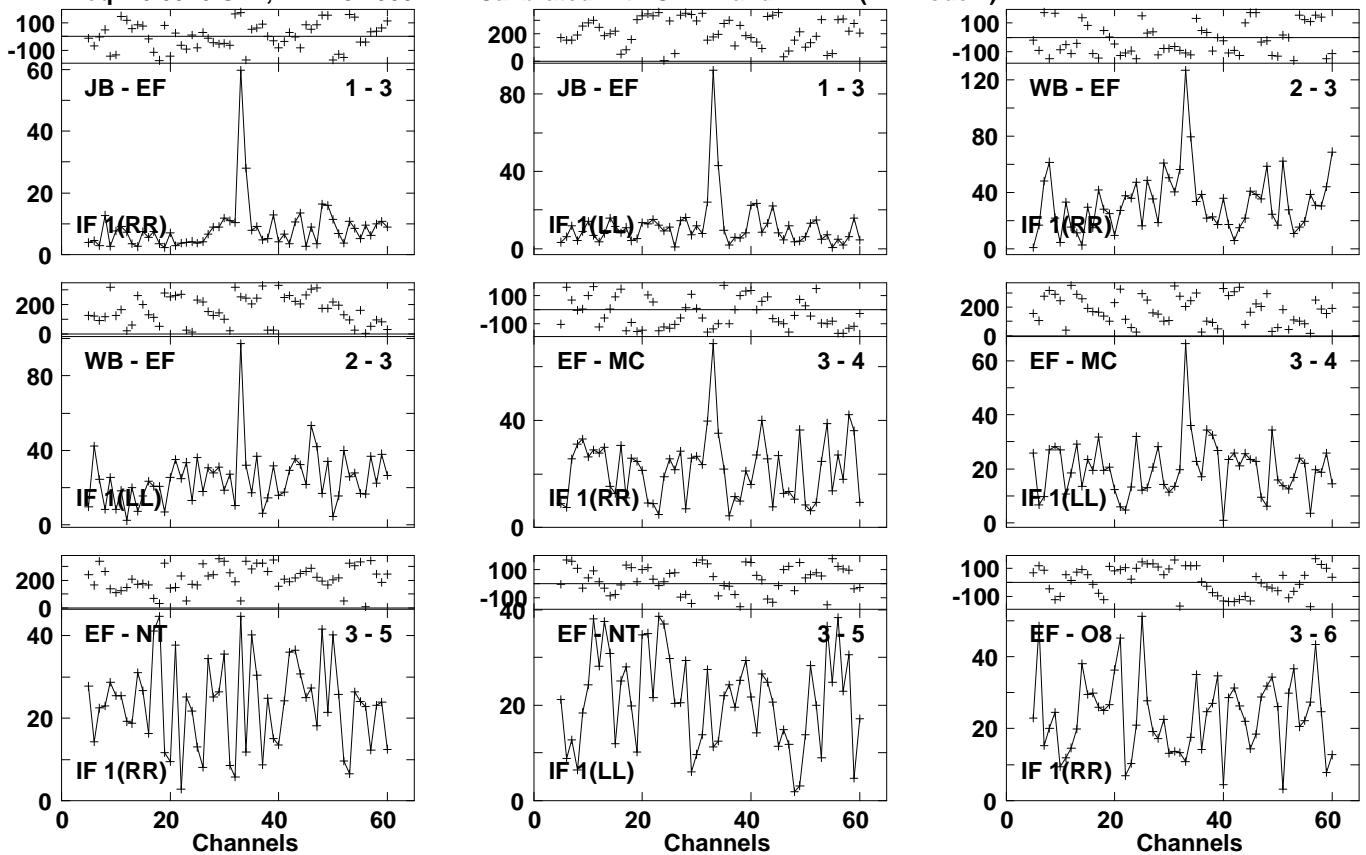 100
-100
60
40
20
0
JB - EF 1 - 3
IF 1(RR)
80
40
0
200
0
JB - EF 1 - 3
IF 1(LL)
100
-100
120
80
40
0
WB - EF 2 - 3
IF 1(RR)
200
0
80
40
0
WB - EF 2 - 3
IF 1(LL)
100
-100
40
0
EF - MC 3 - 4
IF 1(RR)
200
0
60
40
20
0
EF - MC 3 - 4
IF 1(LL)
200
0
40
20
0
EF - NT 3 - 5
IF 1(RR)
0 20 40 60
Channels
100
-100
40
20
0
EF - NT 3 - 5
IF 1(LL)
0 20 40 60
Channels
100
-100
40
20
0
EF - O8 3 - 6
IF 1(RR)
0 20 40 60
Channels